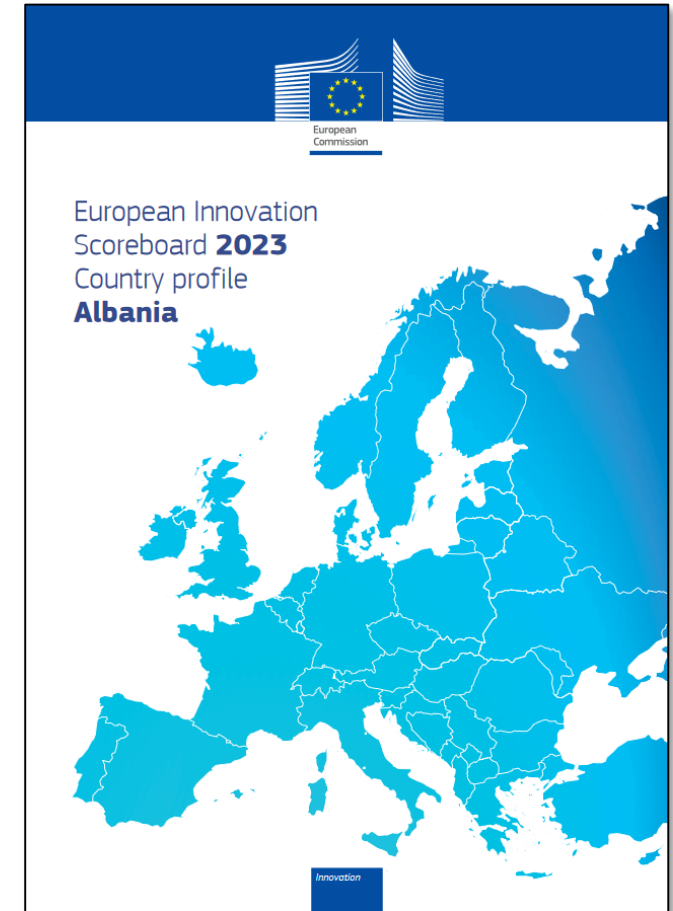 European
Commission
European Innovation
Scoreboard 2023
Country profile
Albania
Innovation